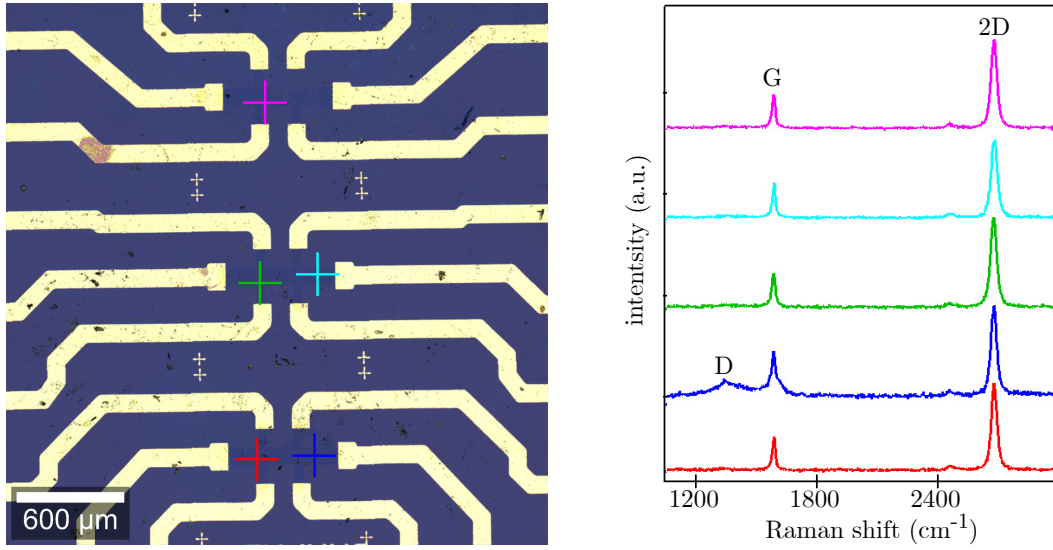 600 µm
2D
G
D
intentsity (a.u.)
1200 1800 2400
Raman shift (cm⁻¹)